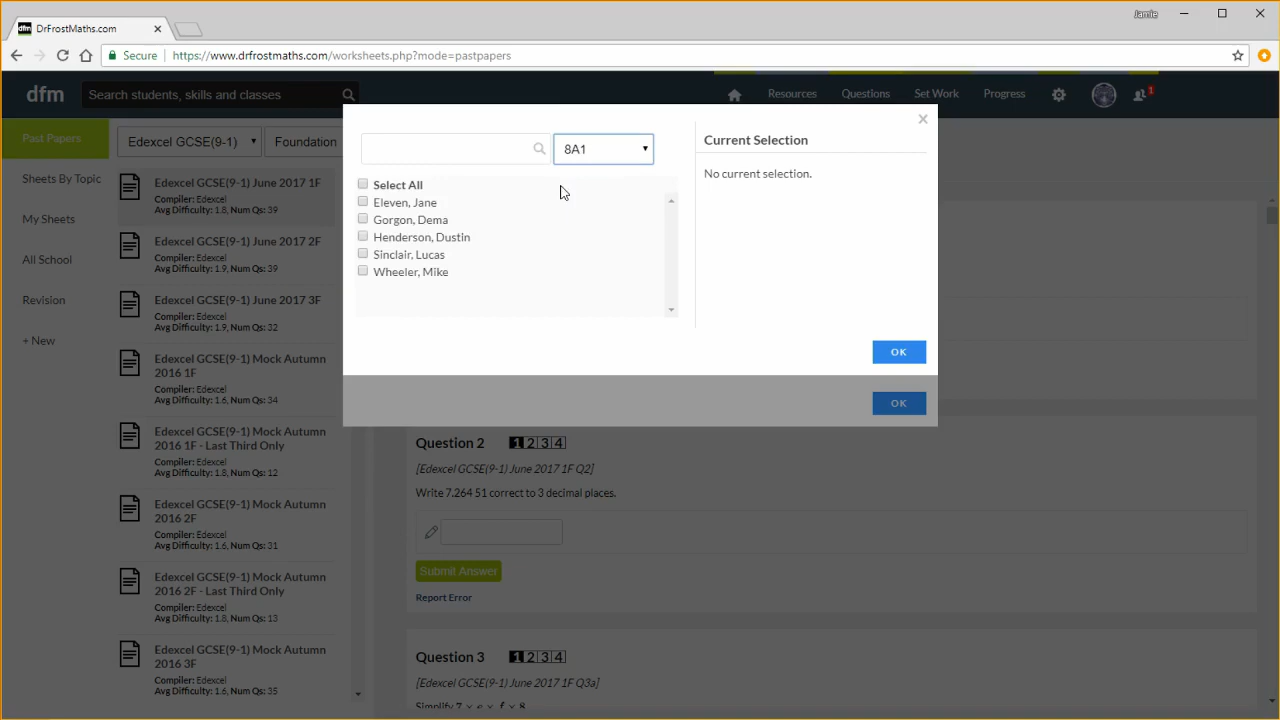 Jamie
DrFrostMaths.com
Secure
https://www.drfrostmaths.com/worksheets.php?mode=pastpapers
dfm
Search students, skills and classes
Resources
Questions
Set Work
Progress
1
Past Papers
Sheets By Topic
My Sheets
All School
Revision
+ New
Edexcel GCSE(9-1)
Foundation
Edexcel GCSE(9-1) June 2017 1F
Compiler: Edexcel
Avg Difficulty: 1.8, Num Qs: 39
Edexcel GCSE(9-1) June 2017 2F
Compiler: Edexcel
Avg Difficulty: 1.9, Num Qs: 39
Edexcel GCSE(9-1) June 2017 3F
Compiler: Edexcel
Avg Difficulty: 1.9, Num Qs: 32
Edexcel GCSE(9-1) Mock Autumn
2016 1F
Compiler: Edexcel
Avg Difficulty: 1.6, Num Qs: 34
Edexcel GCSE(9-1) Mock Autumn
2016 1F - Last Third Only
Compiler: Edexcel
Avg Difficulty: 1.8, Num Qs: 12
Edexcel GCSE(9-1) Mock Autumn
2016 2F
Compiler: Edexcel
Avg Difficulty: 1.6, Num Qs: 31
Edexcel GCSE(9-1) Mock Autumn
2016 2F - Last Third Only
Compiler: Edexcel
Avg Difficulty: 1.8, Num Qs: 13
Edexcel GCSE(9-1) Mock Autumn
2016 3F
Compiler: Edexcel
Avg Difficulty: 1.6, Num Qs: 35
8A1
Select All
Eleven, Jane
Gorgon, Dema
Henderson, Dustin
Sinclair, Lucas
Wheeler, Mike
Current Selection
No current selection.
OK
OK
Question 2 1 2 3 4
[Edexcel GCSE(9-1) June 2017 1F Q2]
Write 7.264 51 correct to 3 decimal places.
Submit Answer
Report Error
Question 3 1 2 3 4
[Edexcel GCSE(9-1) June 2017 1F Q3a]
Simplify 7 × e × f × 8